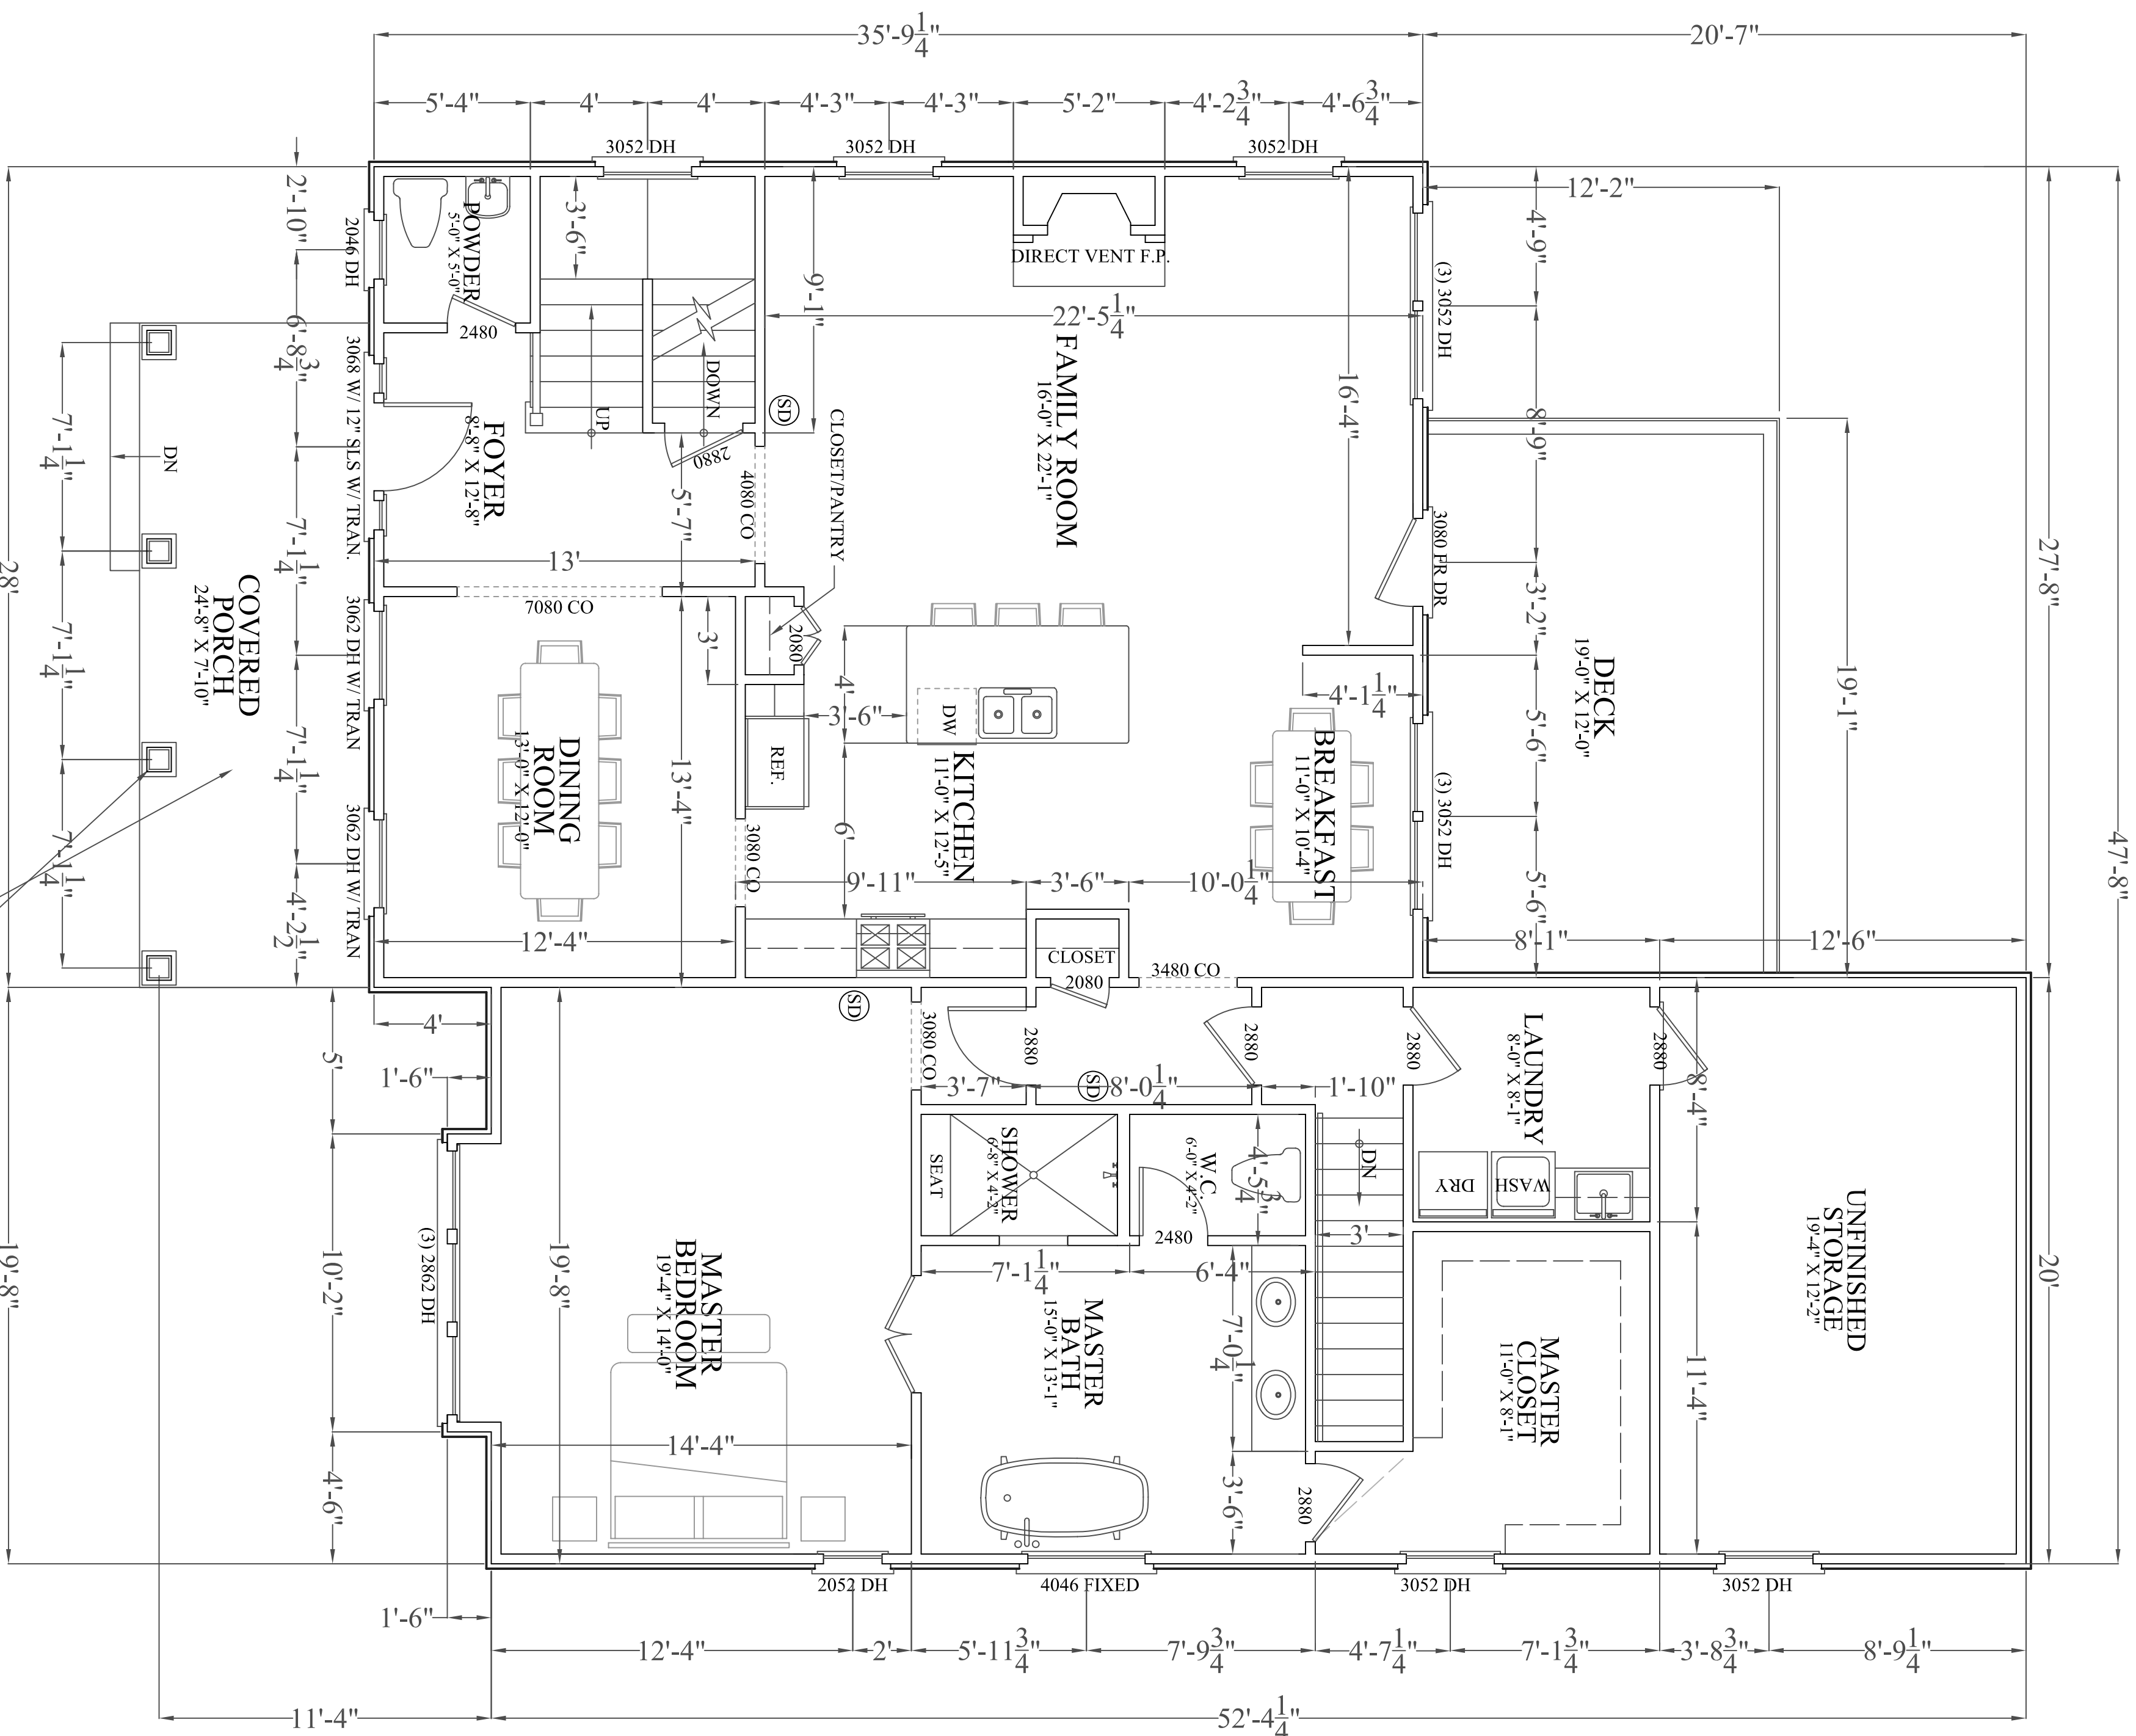 35'-9 1/4"
20'-7"
5'-4"
4'
4'
4'-3"
4'-3"
5'-2"
4'-2 3/4"
4'-6 3/4"
3052 DH
3052 DH
3052 DH
12'-2"
2'-10"
6'-8 3/4"
7'-1 1/4"
7'-1 1/4"
4'-2 1/2"
28'
19'-8"
2046 DH
3068 W/ 12" SLS W/ TRAN.
3062 DH W/ TRAN
3062 DH W/ TRAN
7'-1 1/4"
7'-1 1/4"
7'-1 1/4"
DN
COVERED
PORCH
24'-8" X 7'-10"
POWDER
5'-0" X 5'-0"
2480
3'-6"
UP
DOWN
2880
9'-1"
SD
FOYER
8'-8" X 12'-8"
5'-7"
13'
4080 CO
7080 CO
CLOSET/PANTRY
DIRECT VENT F.P.
22'-5 1/4"
FAMILY ROOM
16'-0" X 22'-1"
16'-4"
(3) 3052 DH
3080 FR DR
(3) 3052 DH
4'-9"
8'-9"
3'-2"
5'-6"
5'-6"
DECK
19'-0" X 12'-0"
19'-1"
27'-8"
47'-8"
20'
2080
3'
DINING
ROOM
13'-0" X 12'-0"
13'-4"
12'-4"
REF.
3'-6"
4'
6'
DW
KITCHEN
11'-0" X 12'-5"
3080 CO
9'-11"
3'-6"
10'-0 1/4"
4'-1 1/4"
BREAKFAST
11'-0" X 10'-4"
8'-1"
12'-6"
CLOSET
2080
3480 CO
4'
1'-6"
5'
10'-2"
4'-6"
(3) 2862 DH
SD
3080 CO
2880
2880
2880
2880
3'-7"
SD
8'-0 1/4"
1'-10"
LAUNDRY
8'-0" X 8'-1"
8'-4"
DRY
WASH
SEAT
SHOWER
6'-8" X 4'-2"
W.C.
6'-0" X 4'-2"
4'-5 3/4"
2480
DN
3'
7'-1 1/4"
6'-4"
UNFINISHED
STORAGE
19'-4" X 12'-2"
19'-8"
MASTER
BEDROOM
19'-4" X 14'-0"
14'-4"
MASTER
BATH
15'-0" X 13'-1"
7'-0 1/4"
3'-6"
2880
MASTER
CLOSET
11'-0" X 8'-1"
11'-4"
2052 DH
4046 FIXED
3052 DH
3052 DH
1'-6"
12'-4"
2'
5'-11 3/4"
7'-9 3/4"
4'-7 1/4"
7'-1 3/4"
3'-8 3/4"
8'-9 1/4"
11'-4"
52'-4 1/4"